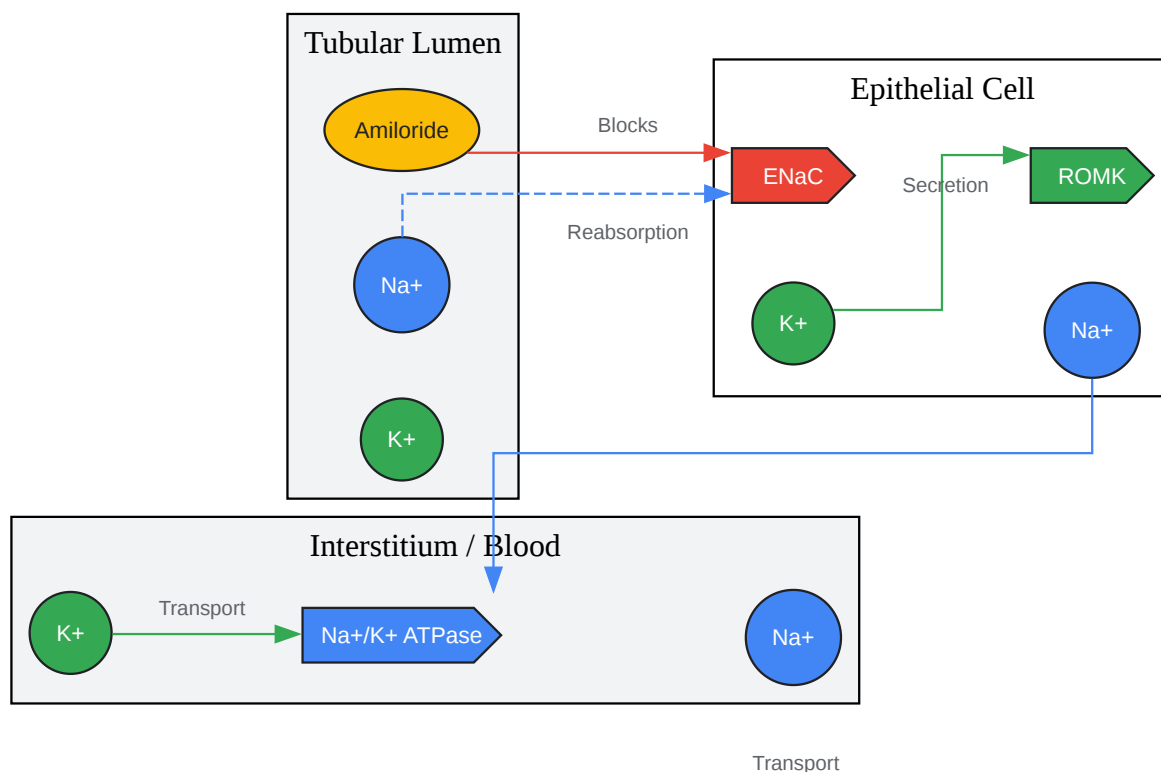 Tubular Lumen
Amiloride
Na+
K+
Blocks
Reabsorption
Epithelial Cell
ENaC
Secretion
ROMK
K+
Na+
Interstitium / Blood
K+
Transport
Na+/K+ ATPase
Na+
Transport